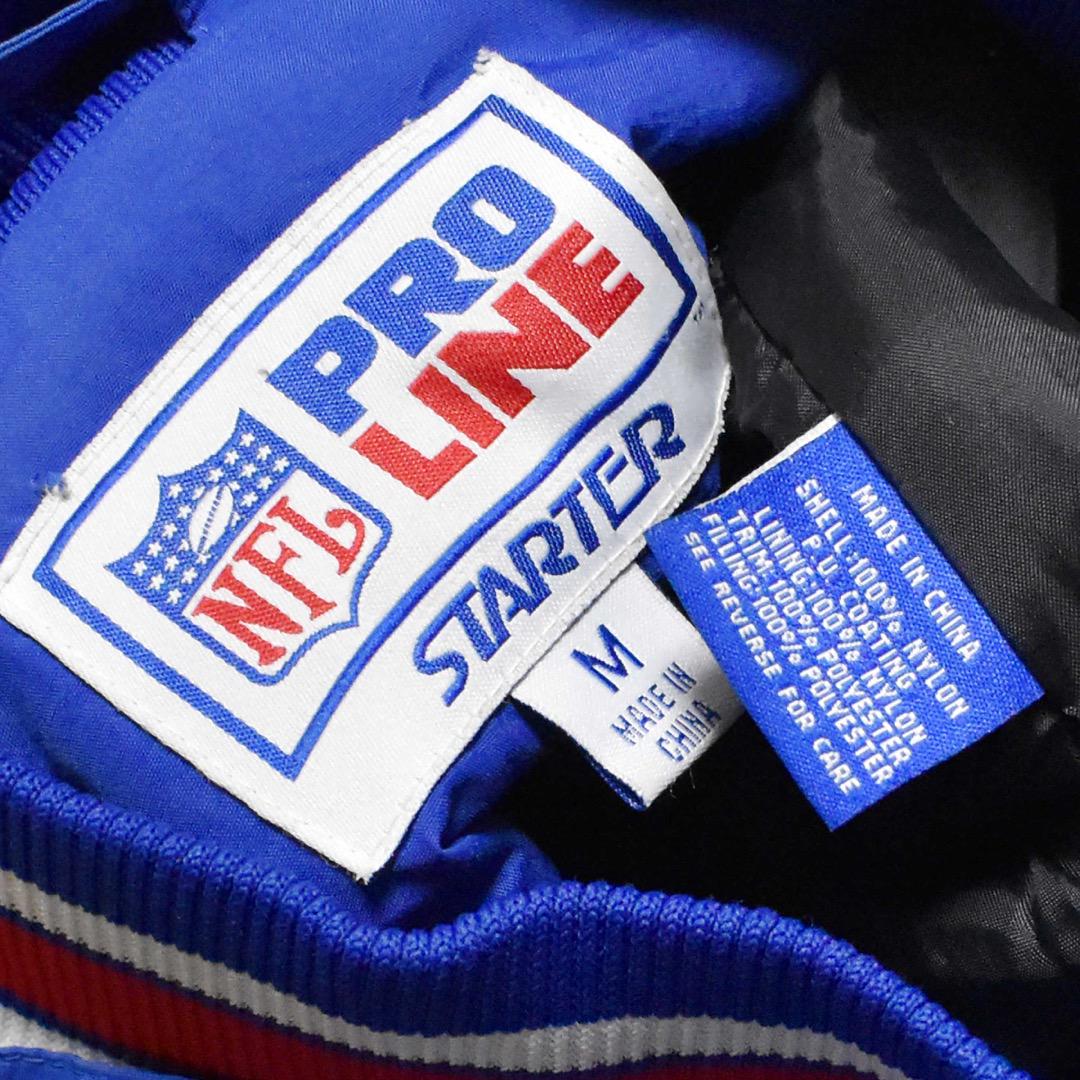 PRO
LINE
NFL
STARTER
M
MADE IN
CHINA
MADE IN CHINA
SHELL:100% NYLON
P.U. COATING
LINING:100% NYLON
TRIM:100% POLYESTER
FILLING:100% POLYESTER
SEE REVERSE FOR CARE